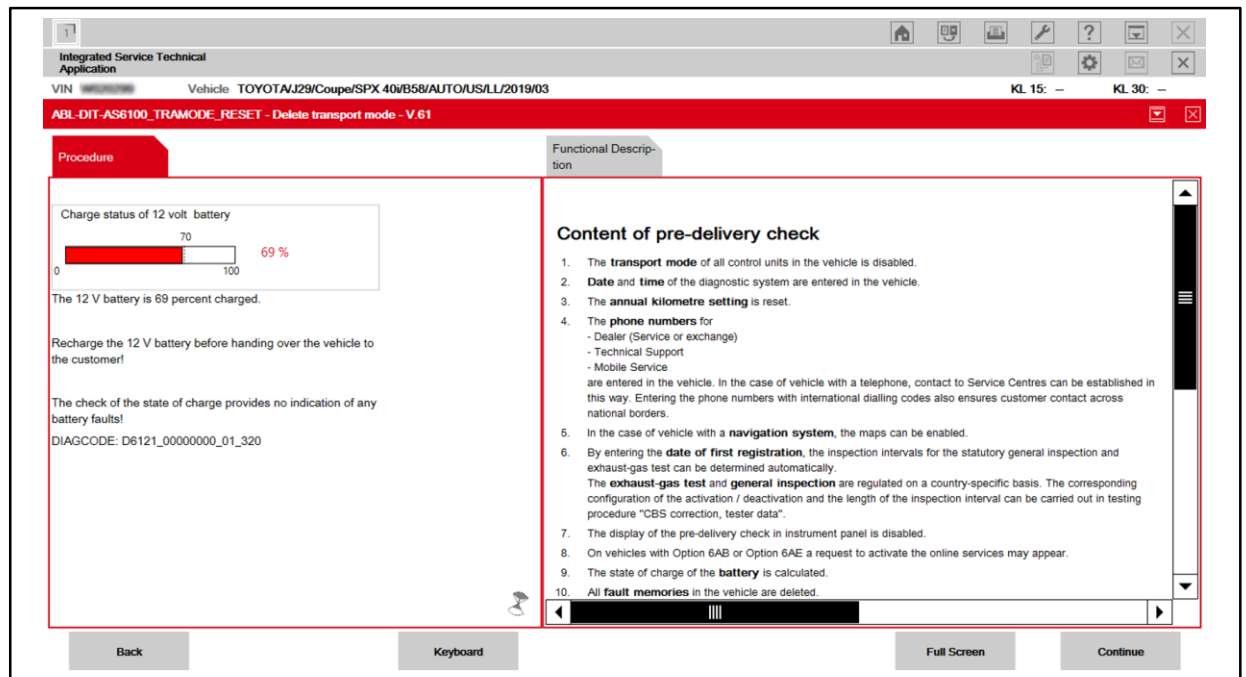 1
Integrated Service Technical
Application
VIN Vehicle TOYOTA/J29/Coupe/SPX 40i/B58/AUTO/US/LL/2019/03 KL 15: – KL 30: –
ABL-DIT-AS6100_TRAMODE_RESET - Delete transport mode - V.61
Procedure
Functional Descrip-
tion
Charge status of 12 volt battery
70
69 %
0 100
The 12 V battery is 69 percent charged.
Recharge the 12 V battery before handing over the vehicle to
the customer!
The check of the state of charge provides no indication of any
battery faults!
DIAGCODE: D6121_00000000_01_320
Content of pre-delivery check
1. The transport mode of all control units in the vehicle is disabled.
2. Date and time of the diagnostic system are entered in the vehicle.
3. The annual kilometre setting is reset.
4. The phone numbers for
- Dealer (Service or exchange)
- Technical Support
- Mobile Service
are entered in the vehicle. In the case of vehicle with a telephone, contact to Service Centres can be established in
this way. Entering the phone numbers with international dialling codes also ensures customer contact across
national borders.
5. In the case of vehicle with a navigation system, the maps can be enabled.
6. By entering the date of first registration, the inspection intervals for the statutory general inspection and
exhaust-gas test can be determined automatically.
The exhaust-gas test and general inspection are regulated on a country-specific basis. The corresponding
configuration of the activation / deactivation and the length of the inspection interval can be carried out in testing
procedure "CBS correction, tester data".
7. The display of the pre-delivery check in instrument panel is disabled.
8. On vehicles with Option 6AB or Option 6AE a request to activate the online services may appear.
9. The state of charge of the battery is calculated.
10. All fault memories in the vehicle are deleted.
Back
Keyboard
Full Screen
Continue